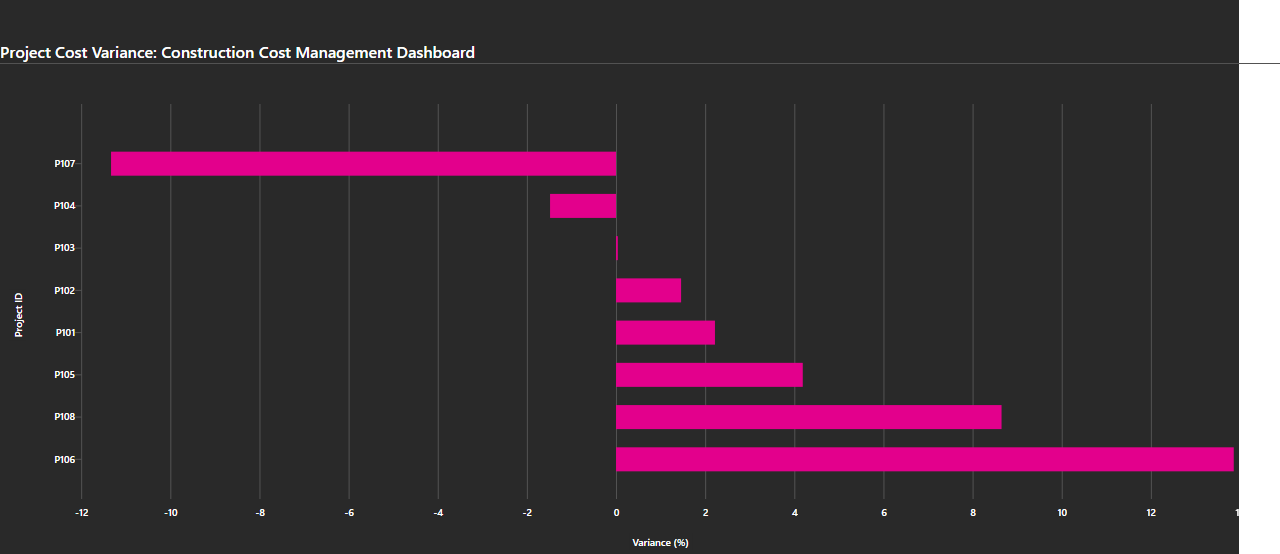 Project Cost Variance: Construction Cost Management Dashboard
P107
P104
P103
P102
Project ID
P101
P105
P108
P106
-12 -10 -8 -6 -4 -2 0 2 4 6 8 10 12
Variance (%)